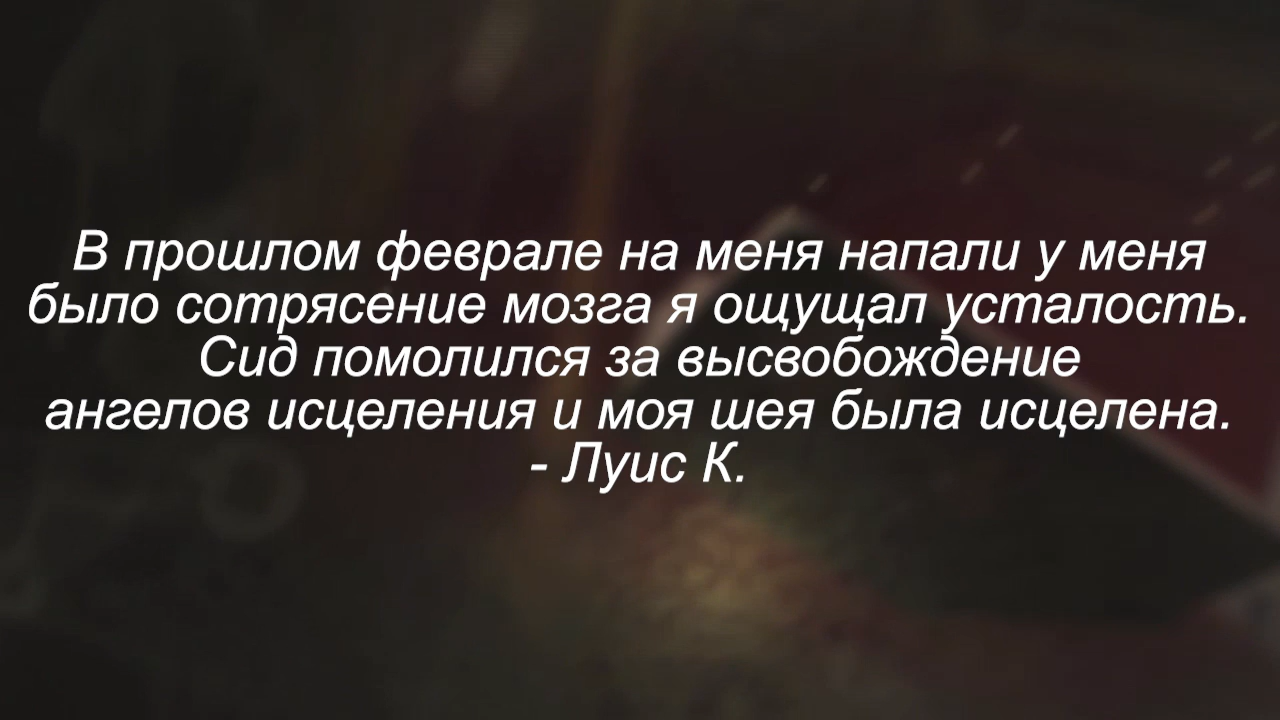 В прошлом феврале на меня напали у меня
было сотрясение мозга я ощущал усталость.
Сид помолился за высвобождение
ангелов исцеления и моя шея была исцелена.
- Луис К.